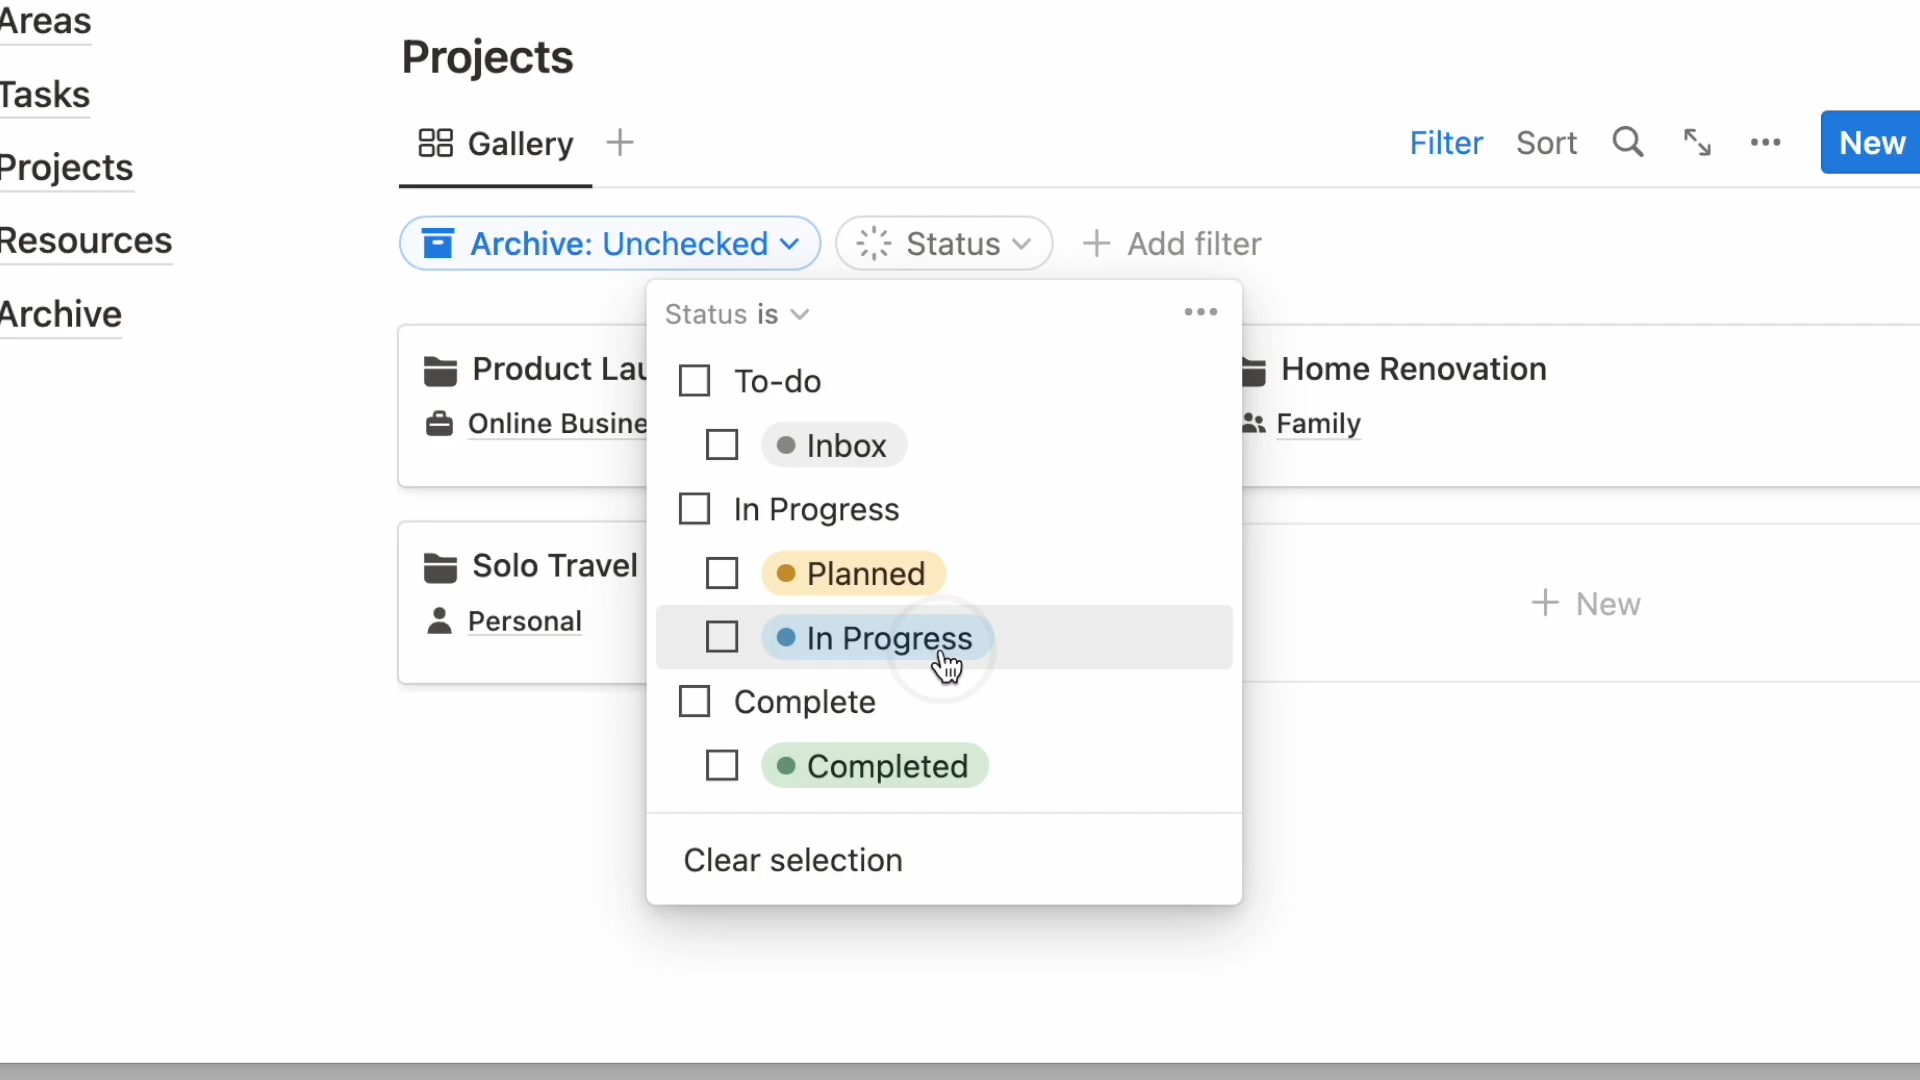 Areas
Tasks
Projects
Resources
Archive
Projects
Gallery
Filter Sort New
Archive: Unchecked Status Add filter
Status is
To-do
Inbox
In Progress
Planned
In Progress
Complete
Completed
Clear selection
Product Lau
Online Busine
Home Renovation
Family
Solo Travel
Personal
New